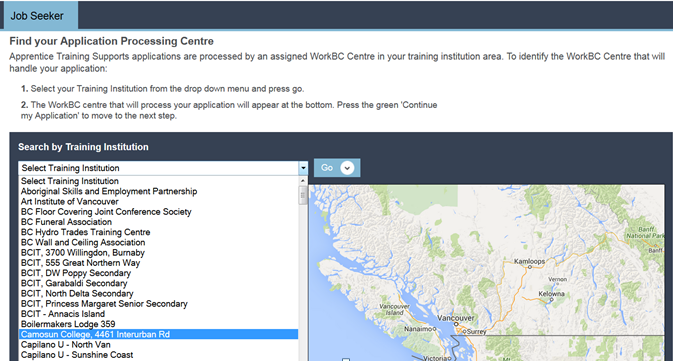 Job Seeker
Find your Application Processing Centre
Apprentice Training Supports applications are processed by an assigned WorkBC Centre in your training institution area. To identify the WorkBC Centre that will
handle your application:
1. Select your Training Institution from the drop down menu and press go.
2. The WorkBC centre that will process your application will appear at the bottom. Press the green 'Continue
my Application' to move to the next step.
Search by Training Institution
Select Training Institution
Go
Select Training Institution
Aboriginal Skills and Employment Partnership
Art Institute of Vancouver
BC Floor Covering Joint Conference Society
BC Funeral Association
BC Hydro Trades Training Centre
BC Wall and Ceiling Association
BCIT, 3700 Willingdon, Burnaby
BCIT, 555 Great Northern Way
BCIT, DW Poppy Secondary
BCIT, Garabaldi Secondary
BCIT, North Delta Secondary
BCIT, Princess Margaret Senior Secondary
BCIT - Annacis Island
Boilermakers Lodge 359
Camosun College, 4461 Interurban Rd
Capilano U - North Van
Capilano U - Sunshine Coast
Banff
National Park
Banff
Kamloops
Vernon
Kelowna
Vancouver
Island
Vancouver
Nanaimo
Surrey
Victoria